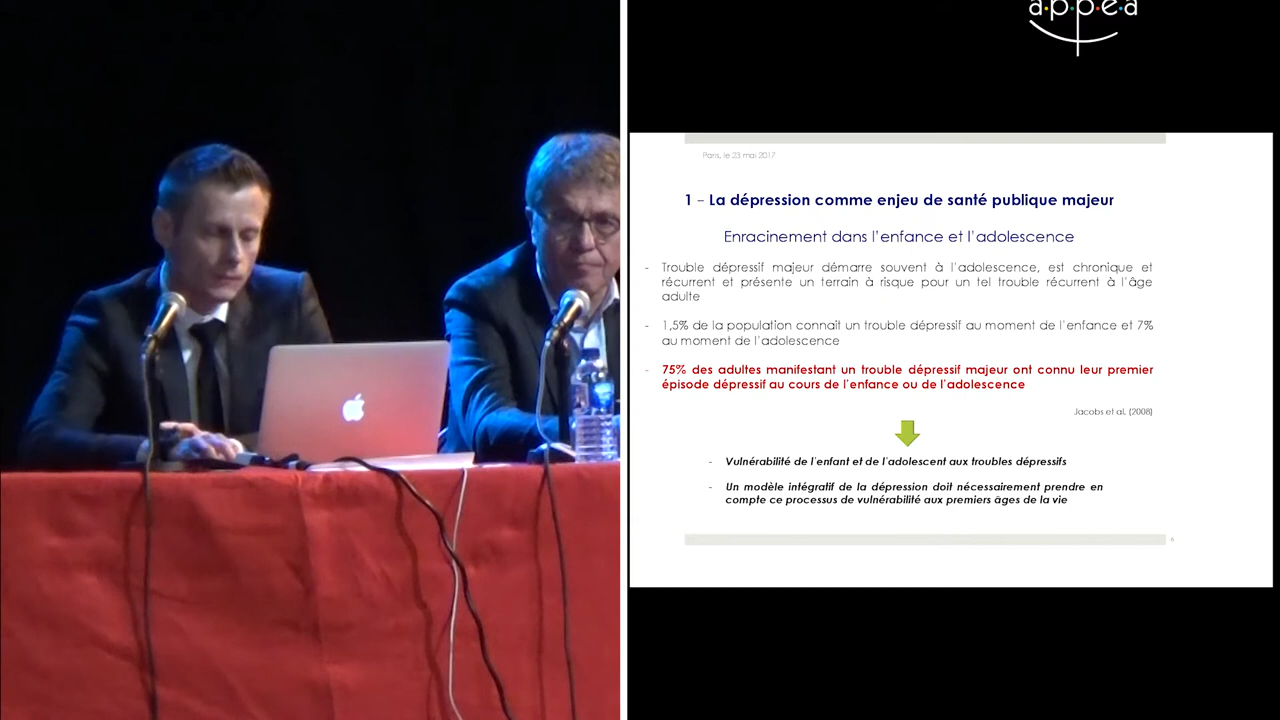 appea
Paris, le 23 mai 2017
1 – La dépression comme enjeu de santé publique majeur
Enracinement dans l'enfance et l'adolescence
- Trouble dépressif majeur démarre souvent à l'adolescence, est chronique et
récurrent et présente un terrain à risque pour un tel trouble récurrent à l'âge
adulte
- 1,5% de la population connait un trouble dépressif au moment de l'enfance et 7%
au moment de l'adolescence
- 75% des adultes manifestant un trouble dépressif majeur ont connu leur premier
épisode dépressif au cours de l'enfance ou de l'adolescence
Jacobs et al. (2008)
- Vulnérabilité de l'enfant et de l'adolescent aux troubles dépressifs
- Un modèle intégratif de la dépression doit nécessairement prendre en
compte ce processus de vulnérabilité aux premiers âges de la vie
6